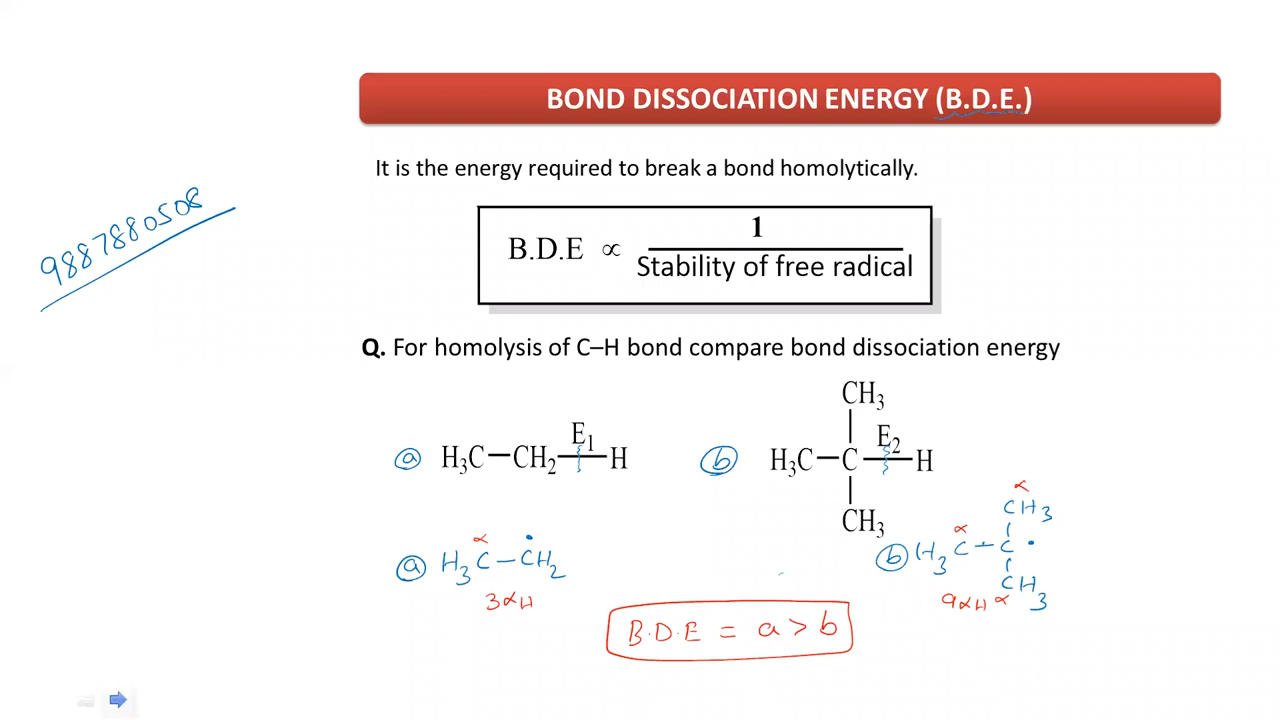 BOND DISSOCIATION ENERGY (B.D.E.)
It is the energy required to break a bond homolytically.
9887880508
B.D.E ∝ 1
Stability of free radical
Q. For homolysis of C–H bond compare bond dissociation energy
CH₃
ⓐ H₃C–CH₂–H E₁
ⓑ H₃C–C–H E₂
CH₃
ⓐ H₃C–ĊH₂
α
3αH
ⓑ H₃C–C·
α
α
CH₃
CH₃
9αH α
B.D.E = a > b